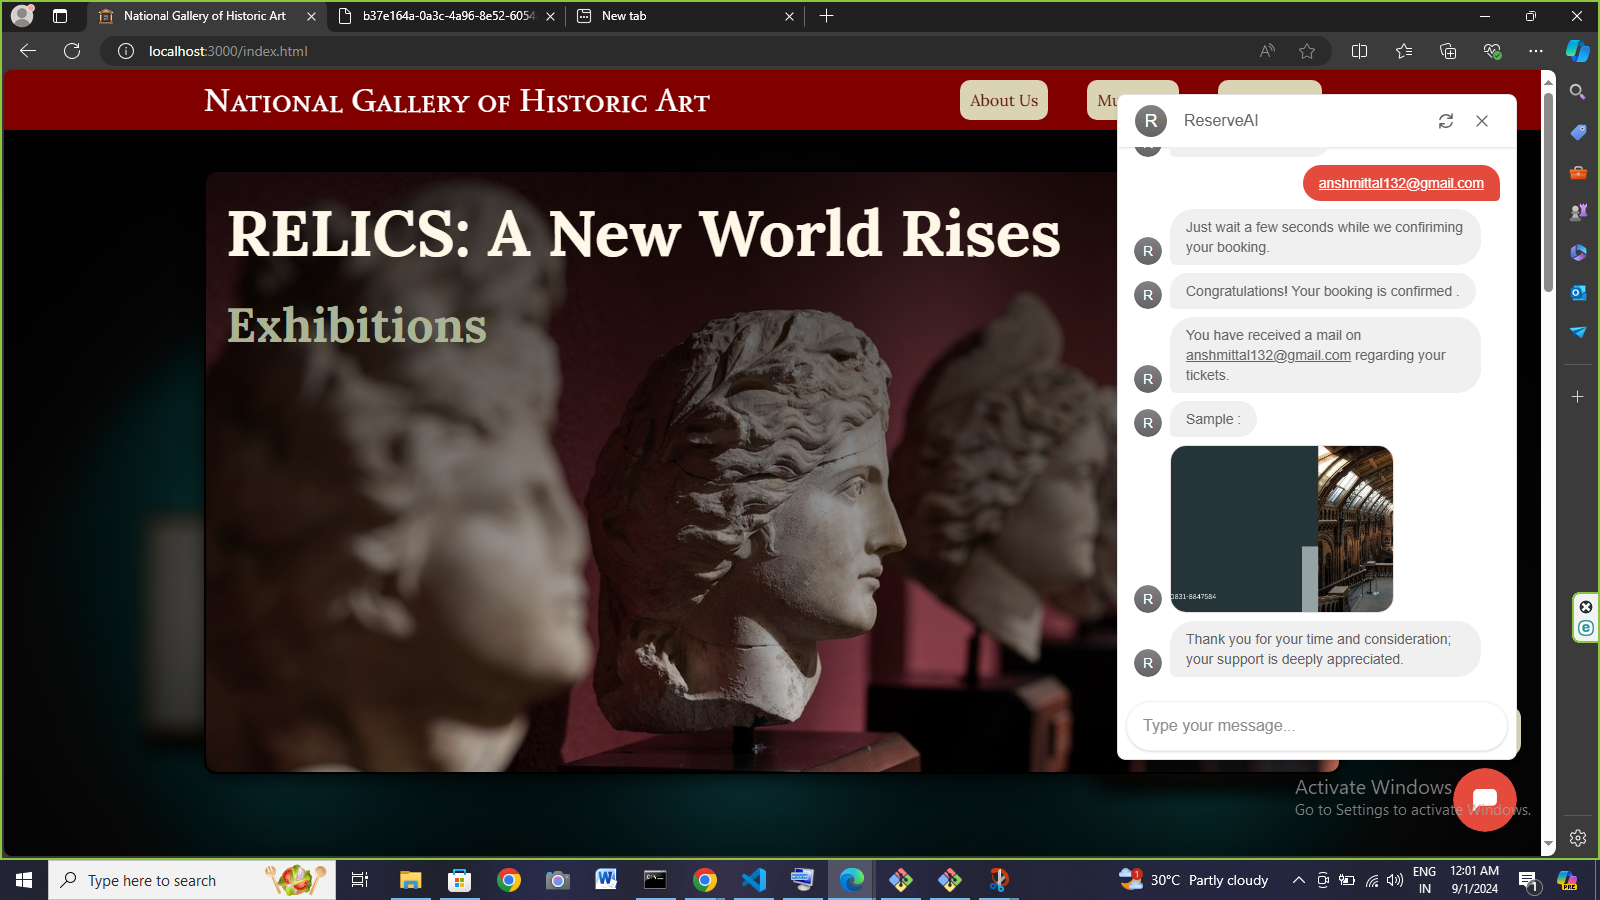 National Gallery of Historic Art
b37e164a-0a3c-4a96-8e52-6054
New tab
localhost:3000/index.html
National Gallery of Historic Art
About Us
RELICS: A New World Rises
Exhibitions
R ReserveAI
anshmittal132@gmail.com
Just wait a few seconds while we confiriming
your booking.
R
Congratulations! Your booking is confirmed .
R
You have received a mail on
anshmittal132@gmail.com regarding your
tickets.
R
Sample :
R
0831-8847584
R
Thank you for your time and consideration;
your support is deeply appreciated.
R
Type your message...
Activate Windows
Go to Settings to activate Windows.
Type here to search
30°C Partly cloudy
ENG
IN
12:01 AM
9/1/2024